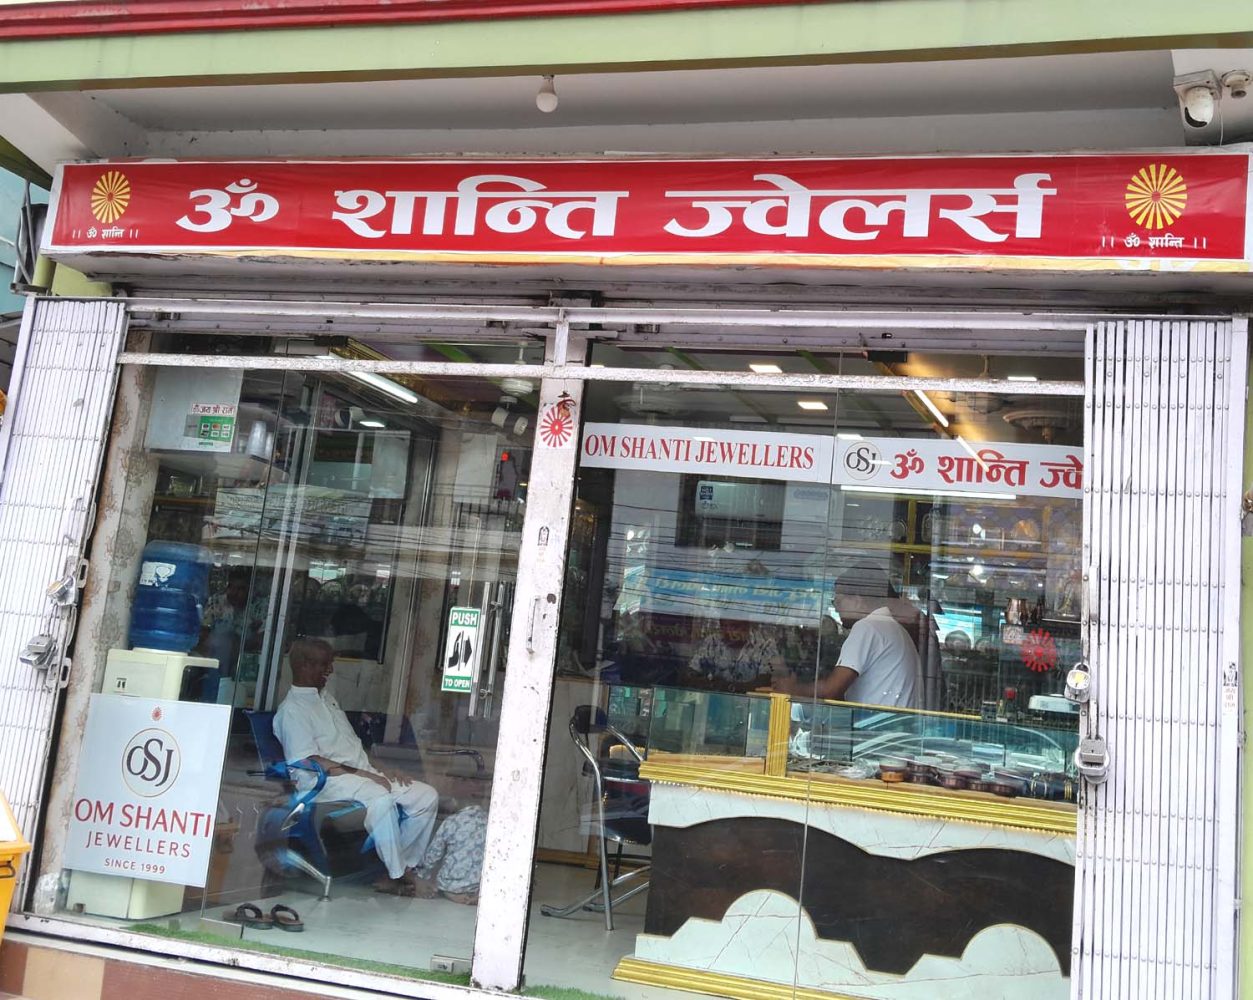 ॐ शान्ति ज्वेलर्स
।। ॐ शान्ति ।।
।। ॐ शान्ति ।।
OM SHANTI JEWELLERS
OSJ
ॐ शान्ति ज्वे
PUSH
TO OPEN
OSJ
OM SHANTI
JEWELLERS
SINCE 1999